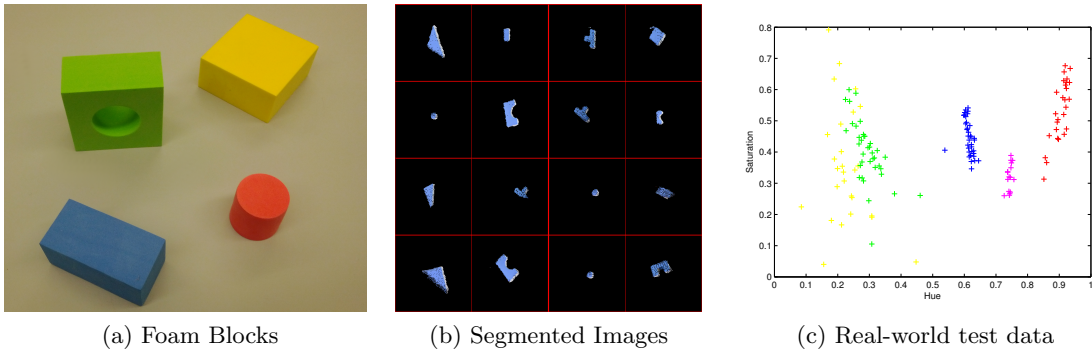 0.8
0.7
0.6
0.5
0.4
0.3
0.2
0.1
0
Saturation
0 0.1 0.2 0.3 0.4 0.5 0.6 0.7 0.8 0.9 1
Hue
(a) Foam Blocks
(b) Segmented Images
(c) Real-world test data